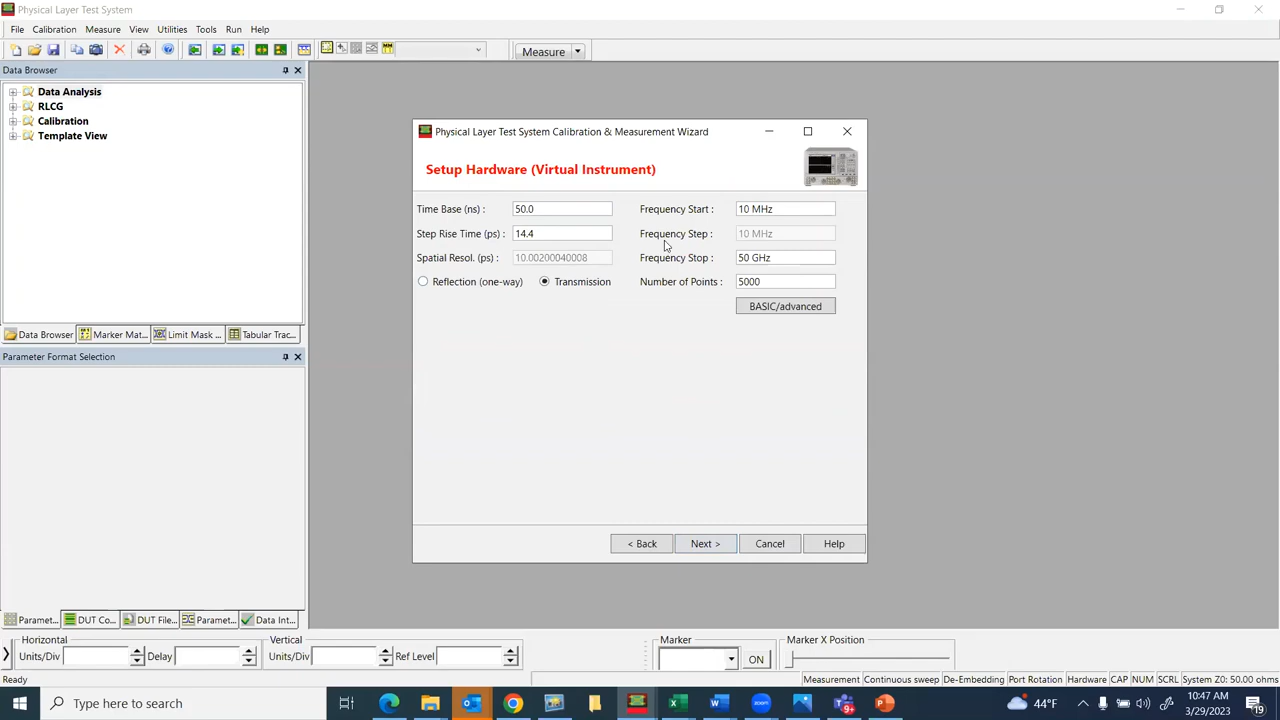 Physical Layer Test System
File Calibration Measure View Utilities Tools Run Help
Measure
Data Browser
Data Analysis
RLCG
Calibration
Template View
Data Browser Marker Mat... Limit Mask ... Tabular Trac...
Parameter Format Selection
Physical Layer Test System Calibration & Measurement Wizard
Setup Hardware (Virtual Instrument)
Time Base (ns) : 50.0 Frequency Start : 10 MHz
Step Rise Time (ps) : 14.4 Frequency Step : 10 MHz
Spatial Resol. (ps) : 10.00200040008 Frequency Stop : 50 GHz
Reflection (one-way) Transmission Number of Points : 5000
BASIC/advanced
< Back Next > Cancel Help
Paramet... DUT Co... DUT File... Paramet... Data Int...
Horizontal Vertical Marker Marker X Position
Units/Div Delay Units/Div Ref Level ON
Ready Measurement Continuous sweep De-Embedding Port Rotation Hardware CAP NUM SCRL System Z0: 50.00 ohms
Type here to search 44°F 10:47 AM
3/29/2023